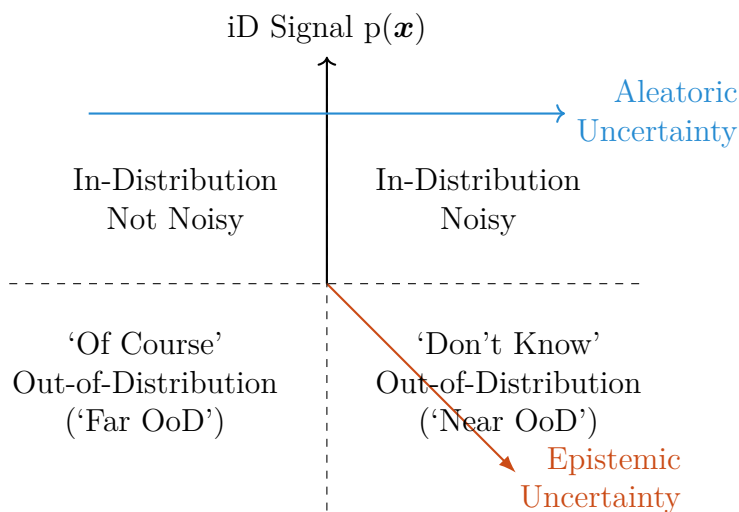 iD Signal p(x)
Aleatoric
Uncertainty
In-Distribution
Not Noisy
In-Distribution
Noisy
‘Of Course’
Out-of-Distribution
(‘Far OoD’)
‘Don't Know’
Out-of-Distribution
(‘Near OoD’)
Epistemic
Uncertainty